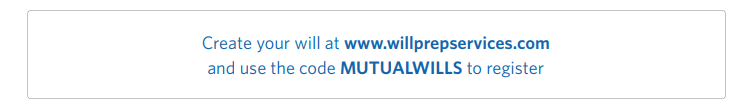 Create your will at www.willprepservices.com
and use the code MUTUALWILLS to register